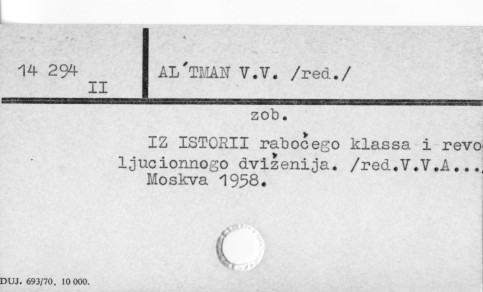 14 294
II
AL'TMAN V.V. /red./
zob.
IZ ISTORII rabočego klassa i revo-
ljucionnogo dviženija. /red.V.V.A.../
Moskva 1958.
DUJ. 693/70. 10 000.